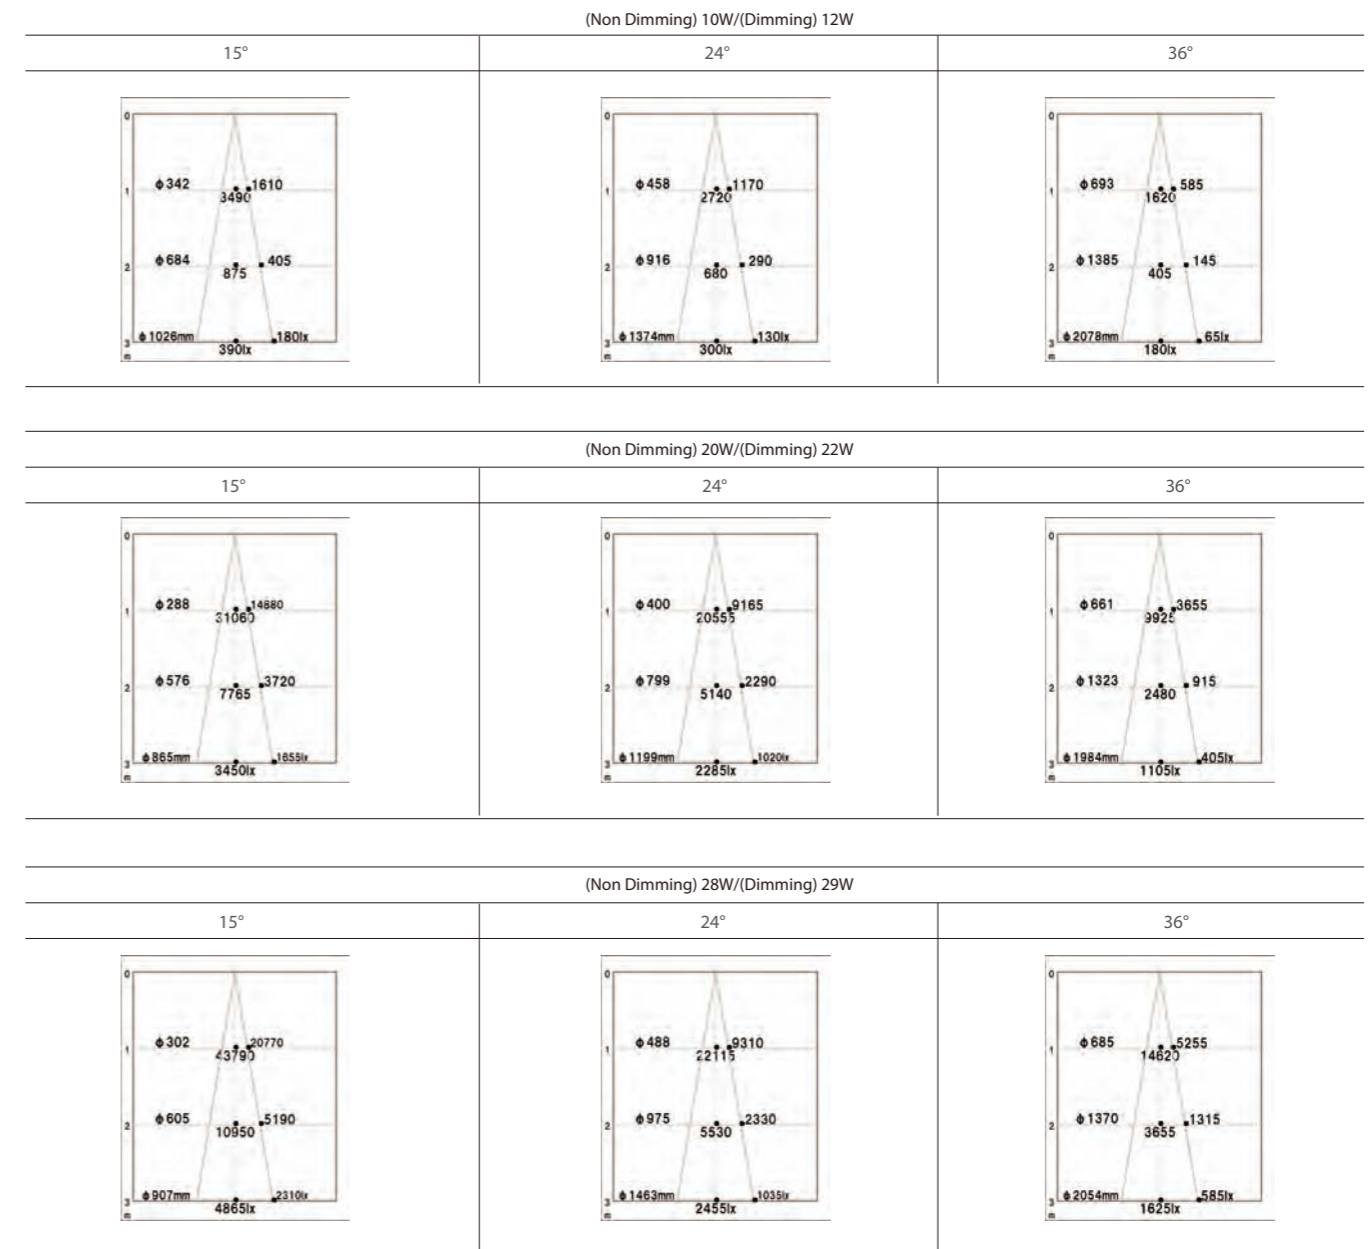 (Non Dimming) 10W/(Dimming) 12W
15° 24° 36°
0
1 ϕ342 3490 1610
2 ϕ684 875 405
3 ϕ1026mm 390lx 180lx
m
0
1 ϕ458 2720 1170
2 ϕ916 680 290
3 ϕ1374mm 300lx 130lx
m
0
1 ϕ693 1620 585
2 ϕ1385 405 145
3 ϕ2078mm 180lx 65lx
m
(Non Dimming) 20W/(Dimming) 22W
15° 24° 36°
0
1 ϕ288 31060 14880
2 ϕ576 7765 3720
3 ϕ865mm 3450lx 1655lx
m
0
1 ϕ400 20555 9165
2 ϕ799 5140 2290
3 ϕ1199mm 2285lx 1020lx
m
0
1 ϕ661 9925 3655
2 ϕ1323 2480 915
3 ϕ1984mm 1105lx 405lx
m
(Non Dimming) 28W/(Dimming) 29W
15° 24° 36°
0
1 ϕ302 43790 20770
2 ϕ605 10950 5190
3 ϕ907mm 4865lx 2310lx
m
0
1 ϕ488 22115 9310
2 ϕ975 5530 2330
3 ϕ1463mm 2455lx 1035lx
m
0
1 ϕ685 14620 5255
2 ϕ1370 3655 1315
3 ϕ2054mm 1625lx 585lx
m